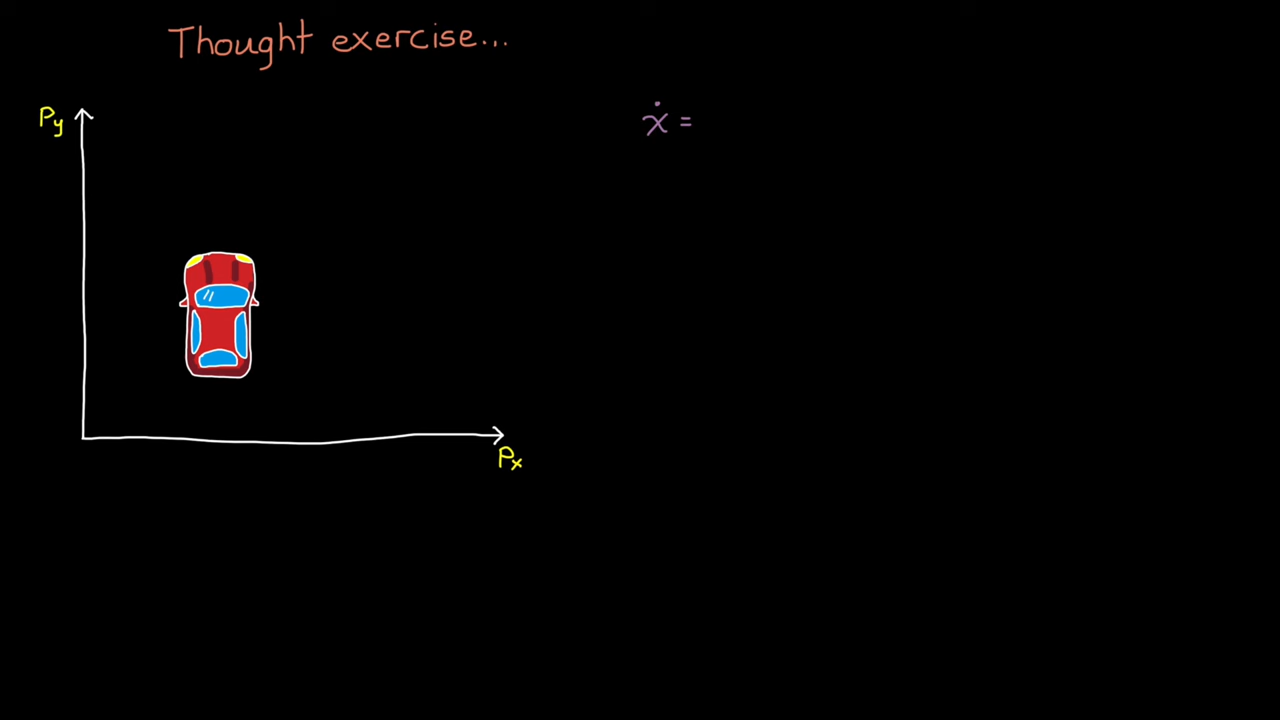 Thought exercise...
Py
ẋ =
Px